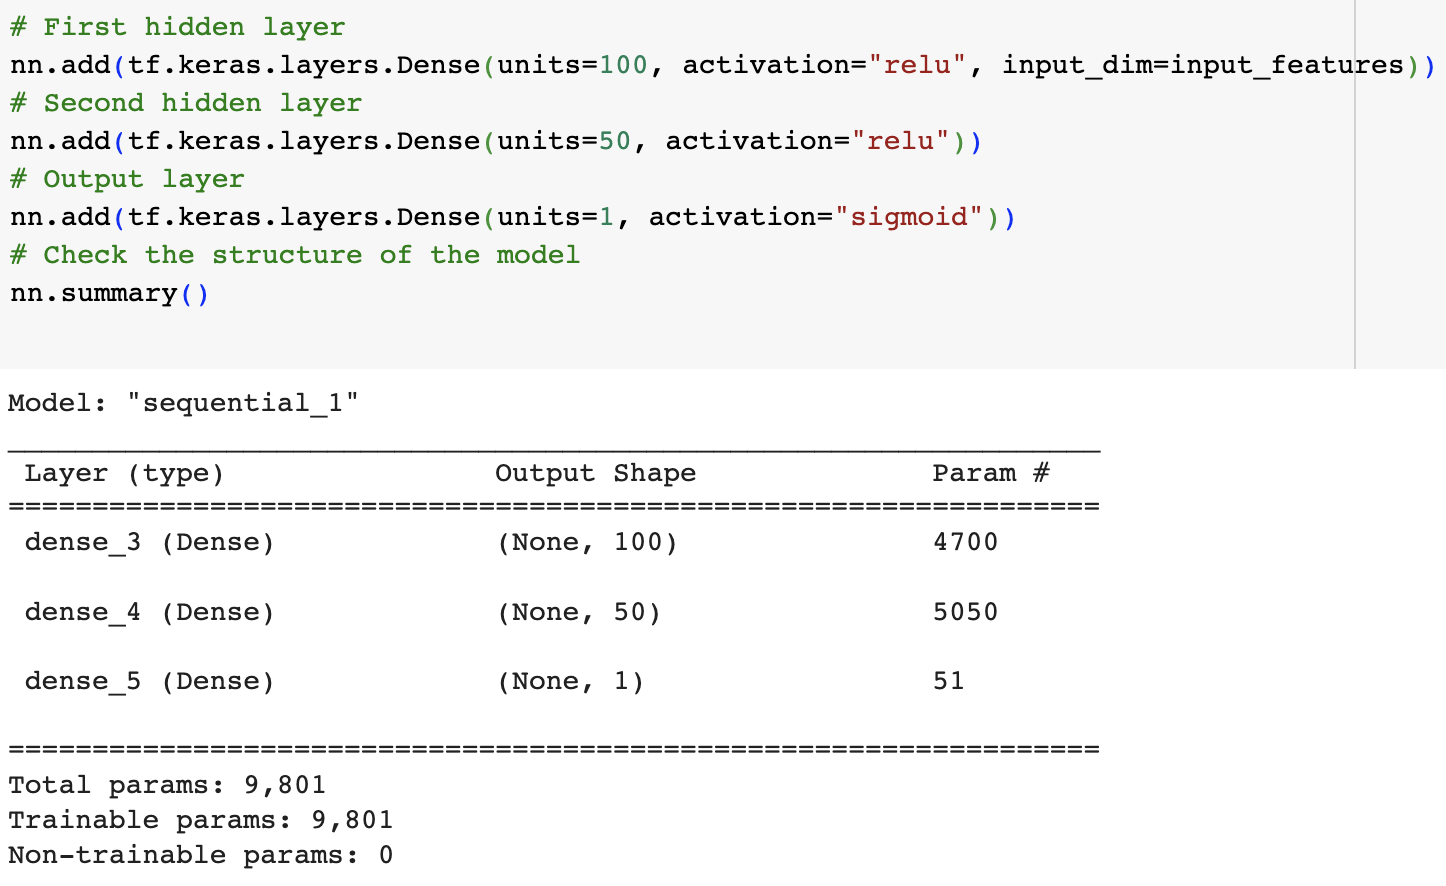 # First hidden layer
nn.add(tf.keras.layers.Dense(units=100, activation="relu", input_dim=input_features))
# Second hidden layer
nn.add(tf.keras.layers.Dense(units=50, activation="relu"))
# Output layer
nn.add(tf.keras.layers.Dense(units=1, activation="sigmoid"))
# Check the structure of the model
nn.summary()
Model: "sequential_1"
_________________________________________________________________
Layer (type) Output Shape Param #
=================================================================
dense_3 (Dense) (None, 100) 4700
dense_4 (Dense) (None, 50) 5050
dense_5 (Dense) (None, 1) 51
=================================================================
Total params: 9,801
Trainable params: 9,801
Non-trainable params: 0